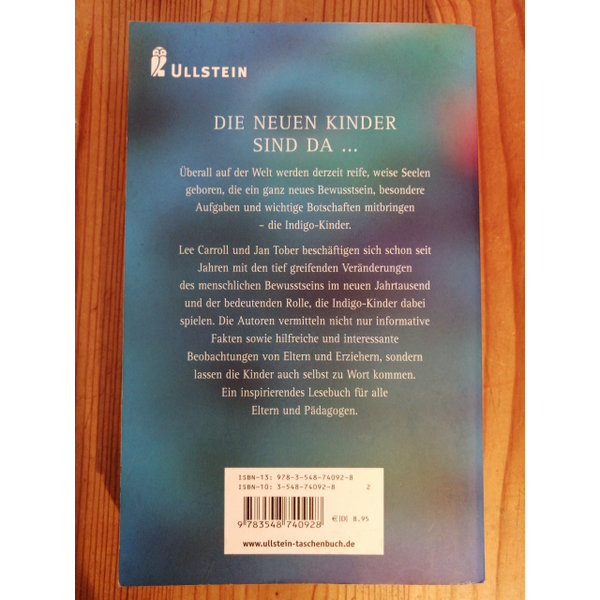 ULLSTEIN
DIE NEUEN KINDER
SIND DA ...
Überall auf der Welt werden derzeit reife, weise Seelen
geboren, die ein ganz neues Bewusstsein, besondere
Aufgaben und wichtige Botschaften mitbringen
– die Indigo-Kinder.
Lee Carroll und Jan Tober beschäftigen sich schon seit
Jahren mit den tief greifenden Veränderungen
des menschlichen Bewusstseins im neuen Jahrtausend
und der bedeutenden Rolle, die Indigo-Kinder dabei
spielen. Die Autoren vermitteln nicht nur informative
Fakten sowie hilfreiche und interessante
Beobachtungen von Eltern und Erziehern, sondern
lassen die Kinder auch selbst zu Wort kommen.
Ein inspirierendes Lesebuch für alle
Eltern und Pädagogen.
ISBN-13: 978-3-548-74092-8
ISBN-10: 3-548-74092-8 2
9 783548 740928
€[D] 8.95
www.ullstein-taschenbuch.de